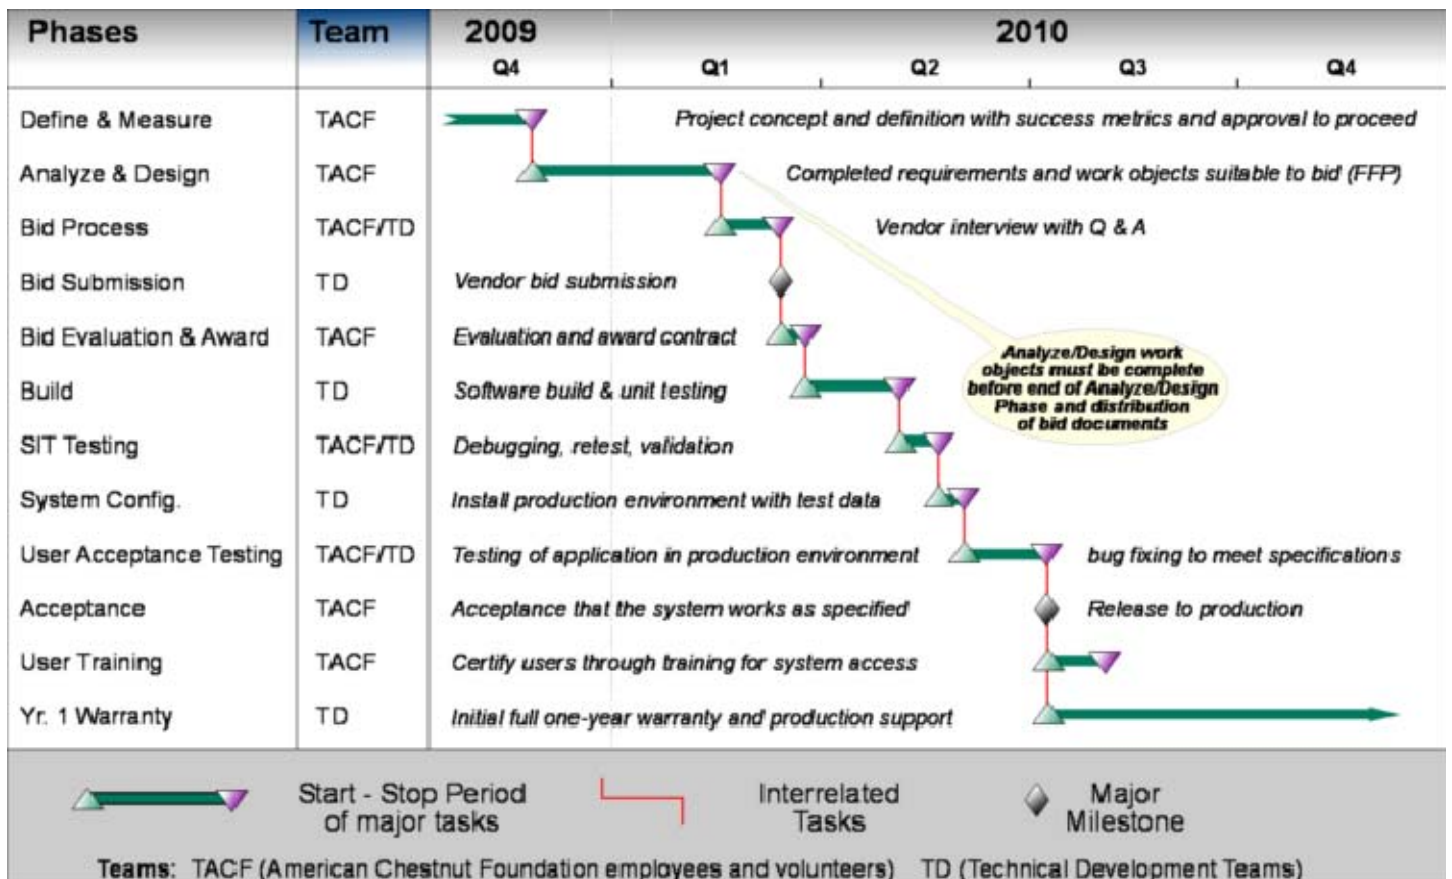 Phases Team 2009 2010
Q4 Q1 Q2 Q3 Q4
Define & Measure TACF Project concept and definition with success metrics and approval to proceed
Analyze & Design TACF Completed requirements and work objects suitable to bid' (FFP)
Bid Process TACF/TD Vendor interview with Q & A
Bid Submission TD Vendor bid submission
Bid Evaluation & Award TACF Evaluation and award contract
Analyze/Design work
objects must be complete
before end of Analyze/Design
Phase and distribution
of bid documents
Build TD Software build & unit testing
SIT Testing TACF/TD Debugging, retest, validation
System Config. TD Install production environment with test data
User Acceptance Testing TACF/TD Testing of application in production environment bug fixing to meet specifications
Acceptance TACF Acceptance that the system works as specified' Release to production
User Training TACF Certify users through training for system access
Yr. 1 Warranty TD Initial full one-year warranty and production support
Start - Stop Period
of major tasks
Interrelated
Tasks
Major
Milestone
Teams: TACF (American Chestnut Foundation employees and volunteers) TD (Technical Development Teams)